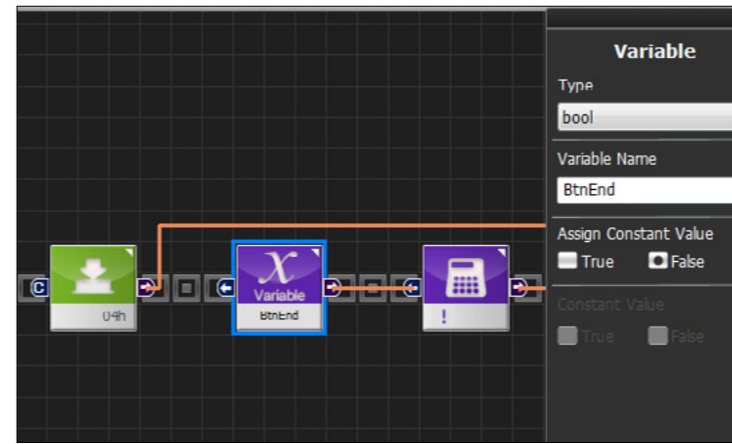 Variable
Type
bool
Variable Name
BtnEnd
Assign Constant Value
True False
Constant Value
True False
C
04h
X
Variable
BtnEnd
!